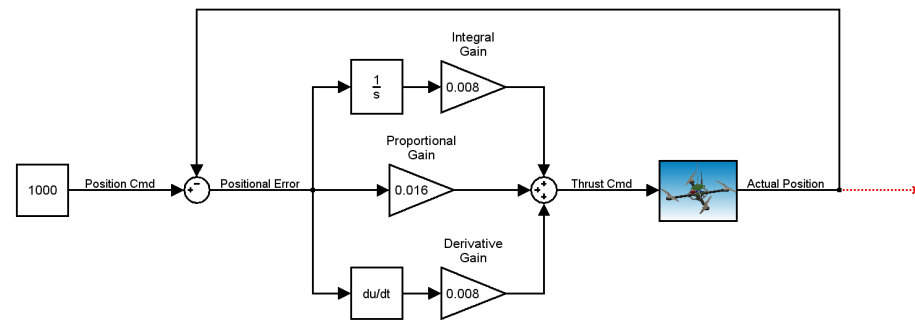 Integral
Gain
1
s
0.008
Proportional
Gain
1000
Position Cmd
+
−
Positional Error
0.016
+
+
+
Thrust Cmd
Actual Position
Derivative
Gain
du/dt
0.008